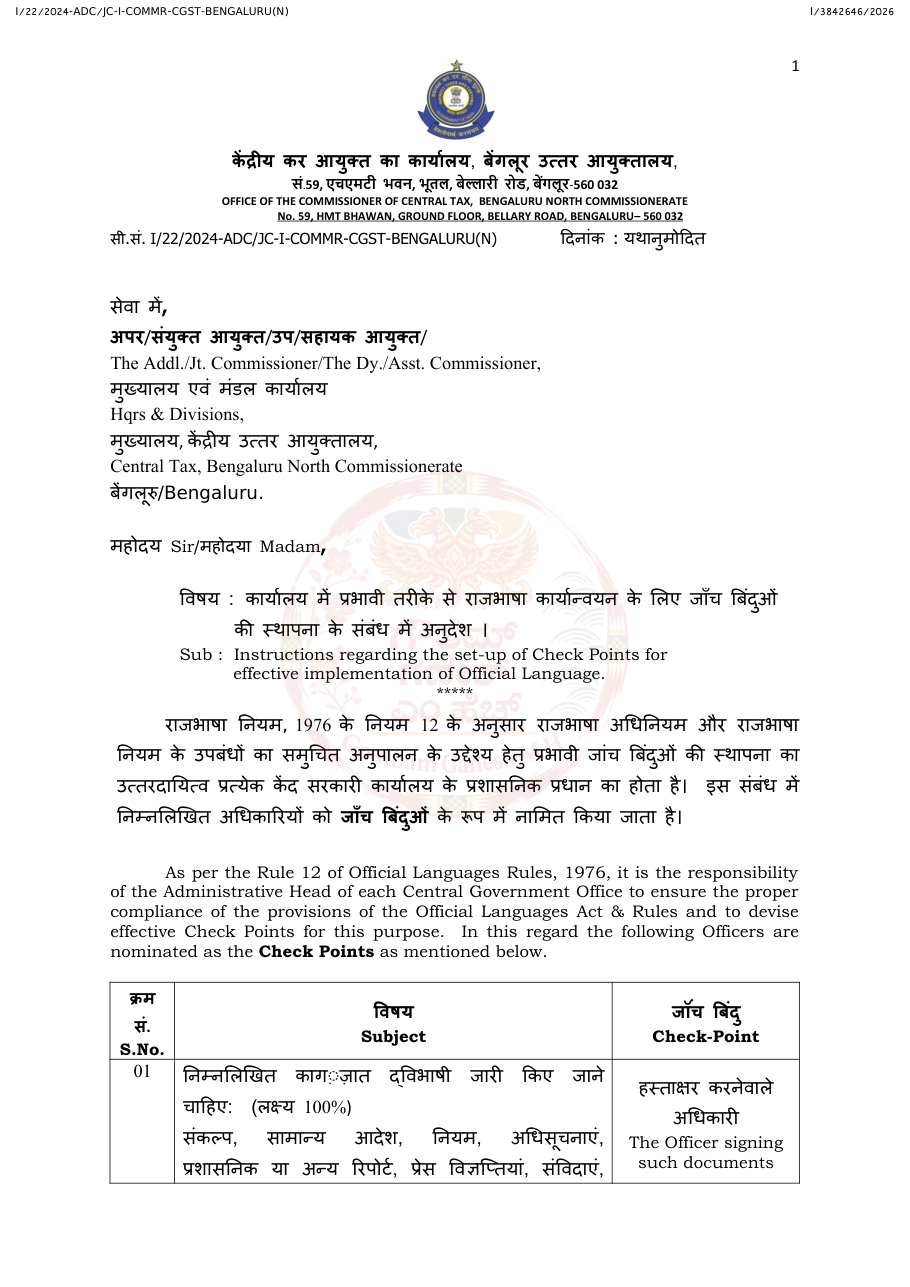 I/22/2024-ADC/JC-I-COMMR-CGST-BENGALURU(N) I/3842646/2026
1
केंद्रीय कर आयुक्त का कार्यालय, बेंगलूर उत्तर आयुक्तालय,
सं.59, एचएमटी भवन, भूतल, बेल्लारी रोड, बेंगलूर-560 032
OFFICE OF THE COMMISSIONER OF CENTRAL TAX, BENGALURU NORTH COMMISSIONERATE
No. 59, HMT BHAWAN, GROUND FLOOR, BELLARY ROAD, BENGALURU– 560 032
सी.सं. I/22/2024-ADC/JC-I-COMMR-CGST-BENGALURU(N) दिनांक : यथानुमोदित
सेवा में,
अपर/संयुक्त आयुक्त/उप/सहायक आयुक्त/
The Addl./Jt. Commissioner/The Dy./Asst. Commissioner,
मुख्यालय एवं मंडल कार्यालय
Hqrs & Divisions,
मुख्यालय, केंद्रीय उत्तर आयुक्तालय,
Central Tax, Bengaluru North Commissionerate
बेंगलूरु/Bengaluru.
महोदय Sir/महोदया Madam,
विषय : कार्यालय में प्रभावी तरीके से राजभाषा कार्यान्वयन के लिए जाँच बिंदुओं
की स्थापना के संबंध में अनुदेश ।
Sub : Instructions regarding the set-up of Check Points for
effective implementation of Official Language.
*****
राजभाषा नियम, 1976 के नियम 12 के अनुसार राजभाषा अधिनियम और राजभाषा
नियम के उपबंधों का समुचित अनुपालन के उद्देश्य हेतु प्रभावी जांच बिंदुओं की स्थापना का
उत्तरदायित्व प्रत्येक केंद सरकारी कार्यालय के प्रशासनिक प्रधान का होता है। इस संबंध में
निम्नलिखित अधिकारियों को जाँच बिंदुओं के रूप में नामित किया जाता है।
As per the Rule 12 of Official Languages Rules, 1976, it is the responsibility
of the Administrative Head of each Central Government Office to ensure the proper
compliance of the provisions of the Official Languages Act & Rules and to devise
effective Check Points for this purpose. In this regard the following Officers are
nominated as the Check Points as mentioned below.
क्रम
सं.
S.No.
विषय
Subject
जाँच बिंदु
Check-Point
01
निम्नलिखित काग़ज़ात द्विभाषी जारी किए जाने
चाहिए: (लक्ष्य 100%)
संकल्प, सामान्य आदेश, नियम, अधिसूचनाएं,
प्रशासनिक या अन्य रिपोर्ट, प्रेस विज्ञप्तियां, संविदाएं,
हस्ताक्षर करनेवाले
अधिकारी
The Officer signing
such documents